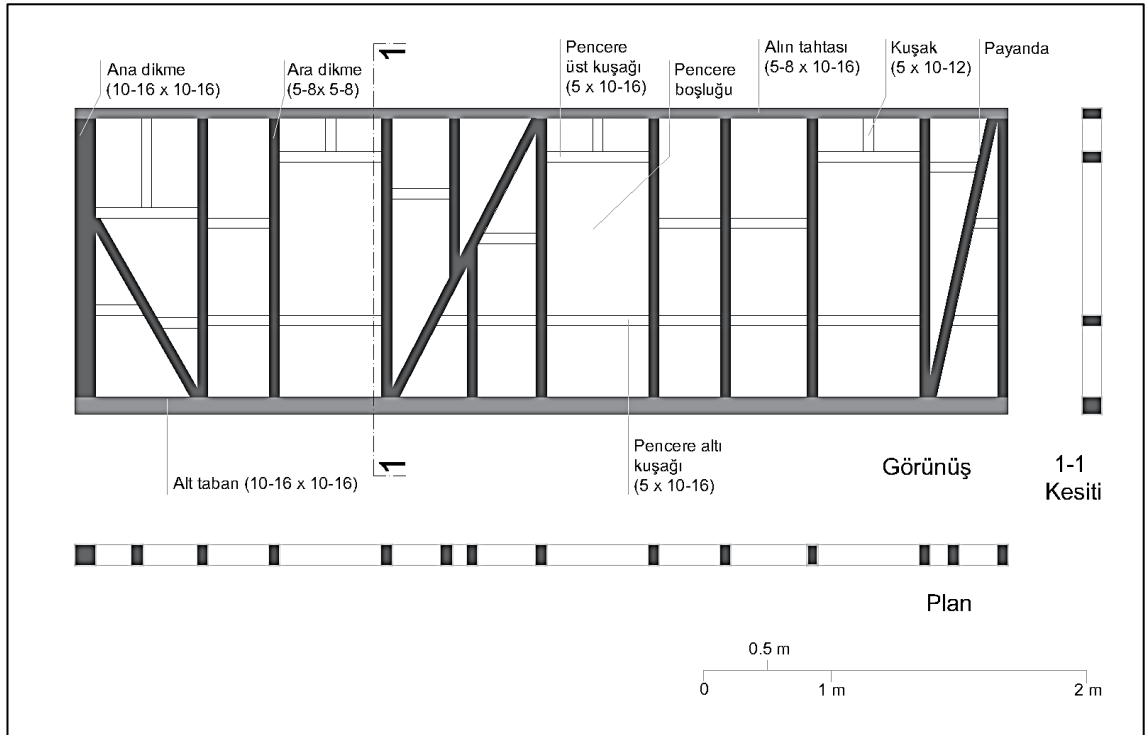 1
Ana dikme
(10-16 x 10-16)
Ara dikme
(5-8x 5-8)
Pencere
üst kuşağı
(5 x 10-16)
Pencere
boşluğu
Alın tahtası
(5-8 x 10-16)
Kuşak
(5 x 10-12)
Payanda
1
Alt taban (10-16 x 10-16)
Pencere altı
kuşağı
(5 x 10-16)
Görünüş
1-1
Kesiti
Plan
0.5 m
0
1 m
2 m